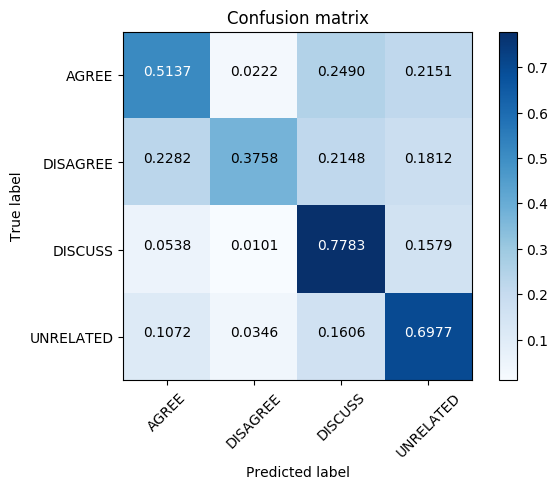 Confusion matrix
True label
AGREE 0.5137 0.0222 0.2490 0.2151
DISAGREE 0.2282 0.3758 0.2148 0.1812
DISCUSS 0.0538 0.0101 0.7783 0.1579
UNRELATED 0.1072 0.0346 0.1606 0.6977
AGREE DISAGREE DISCUSS UNRELATED
Predicted label
0.7
0.6
0.5
0.4
0.3
0.2
0.1